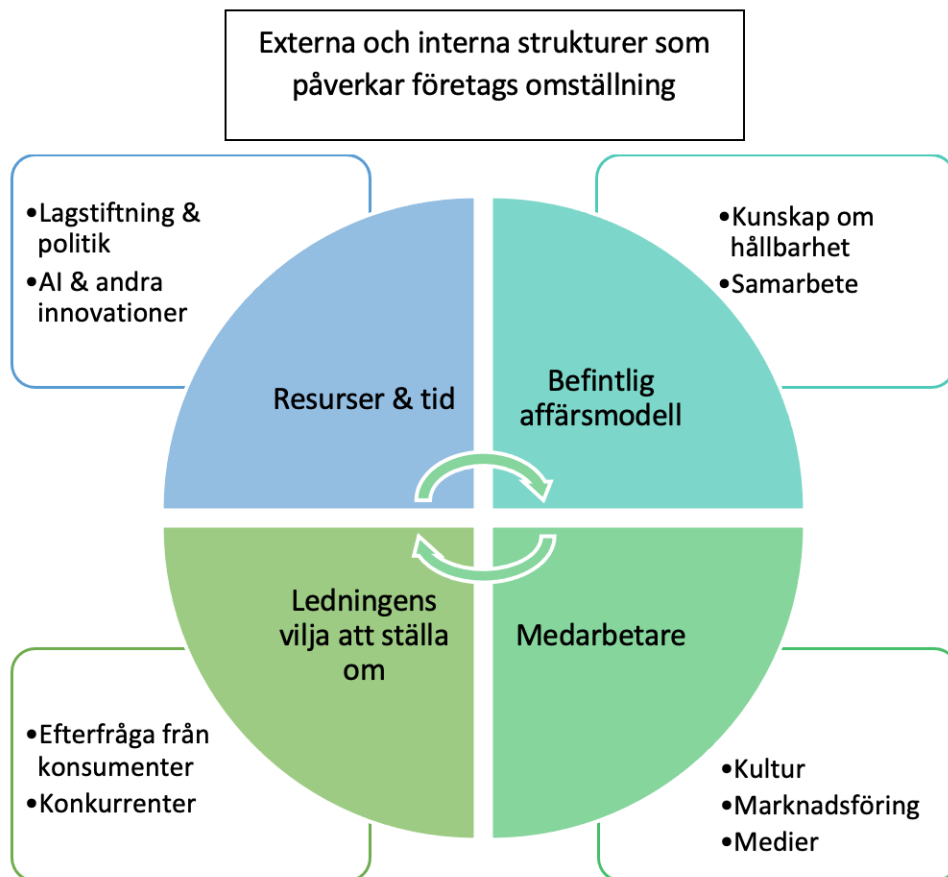 Externa och interna strukturer som
påverkar företags omställning
•Lagstiftning &
politik
•AI & andra
innovationer
•Kunskap om
hållbarhet
•Samarbete
Resurser & tid
Befintlig
affärsmodell
Ledningens
vilja att ställa
om
Medarbetare
•Efterfråga från
konsumenter
•Konkurrenter
•Kultur
•Marknadsföring
•Medier